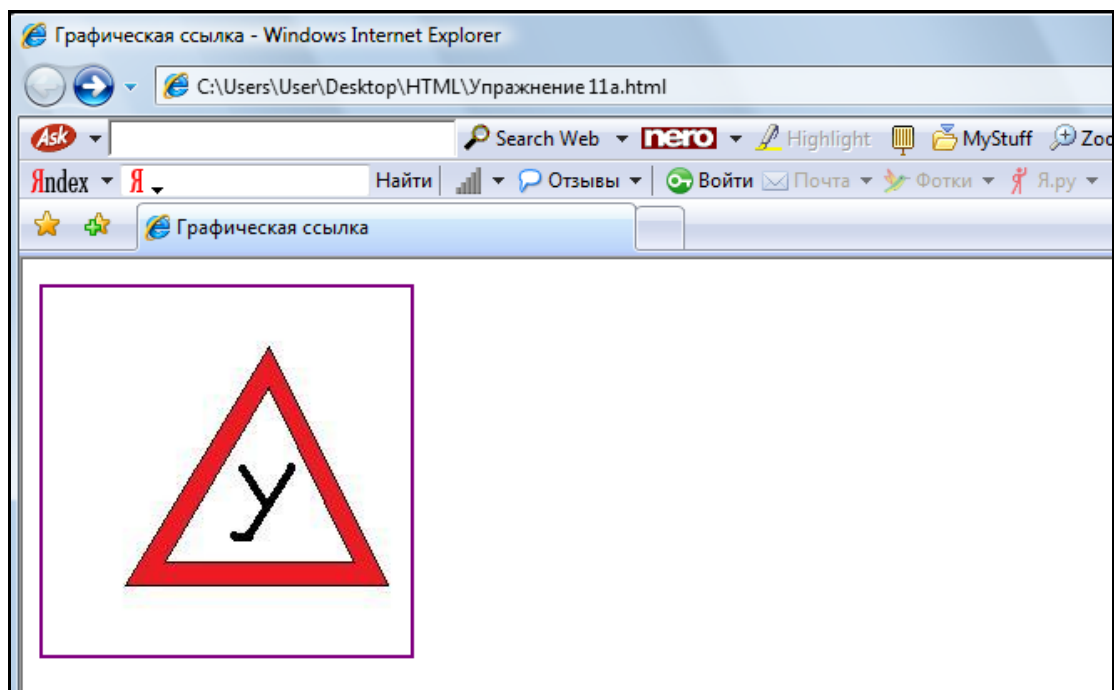 Графическая ссылка - Windows Internet Explorer
C:\Users\User\Desktop\HTML\Упражнение 11a.html
Ask Search Web nero Highlight MyStuff Zoo
Яndex Я Найти Отзывы Войти Почта Фотки Я.ру
Графическая ссылка
У